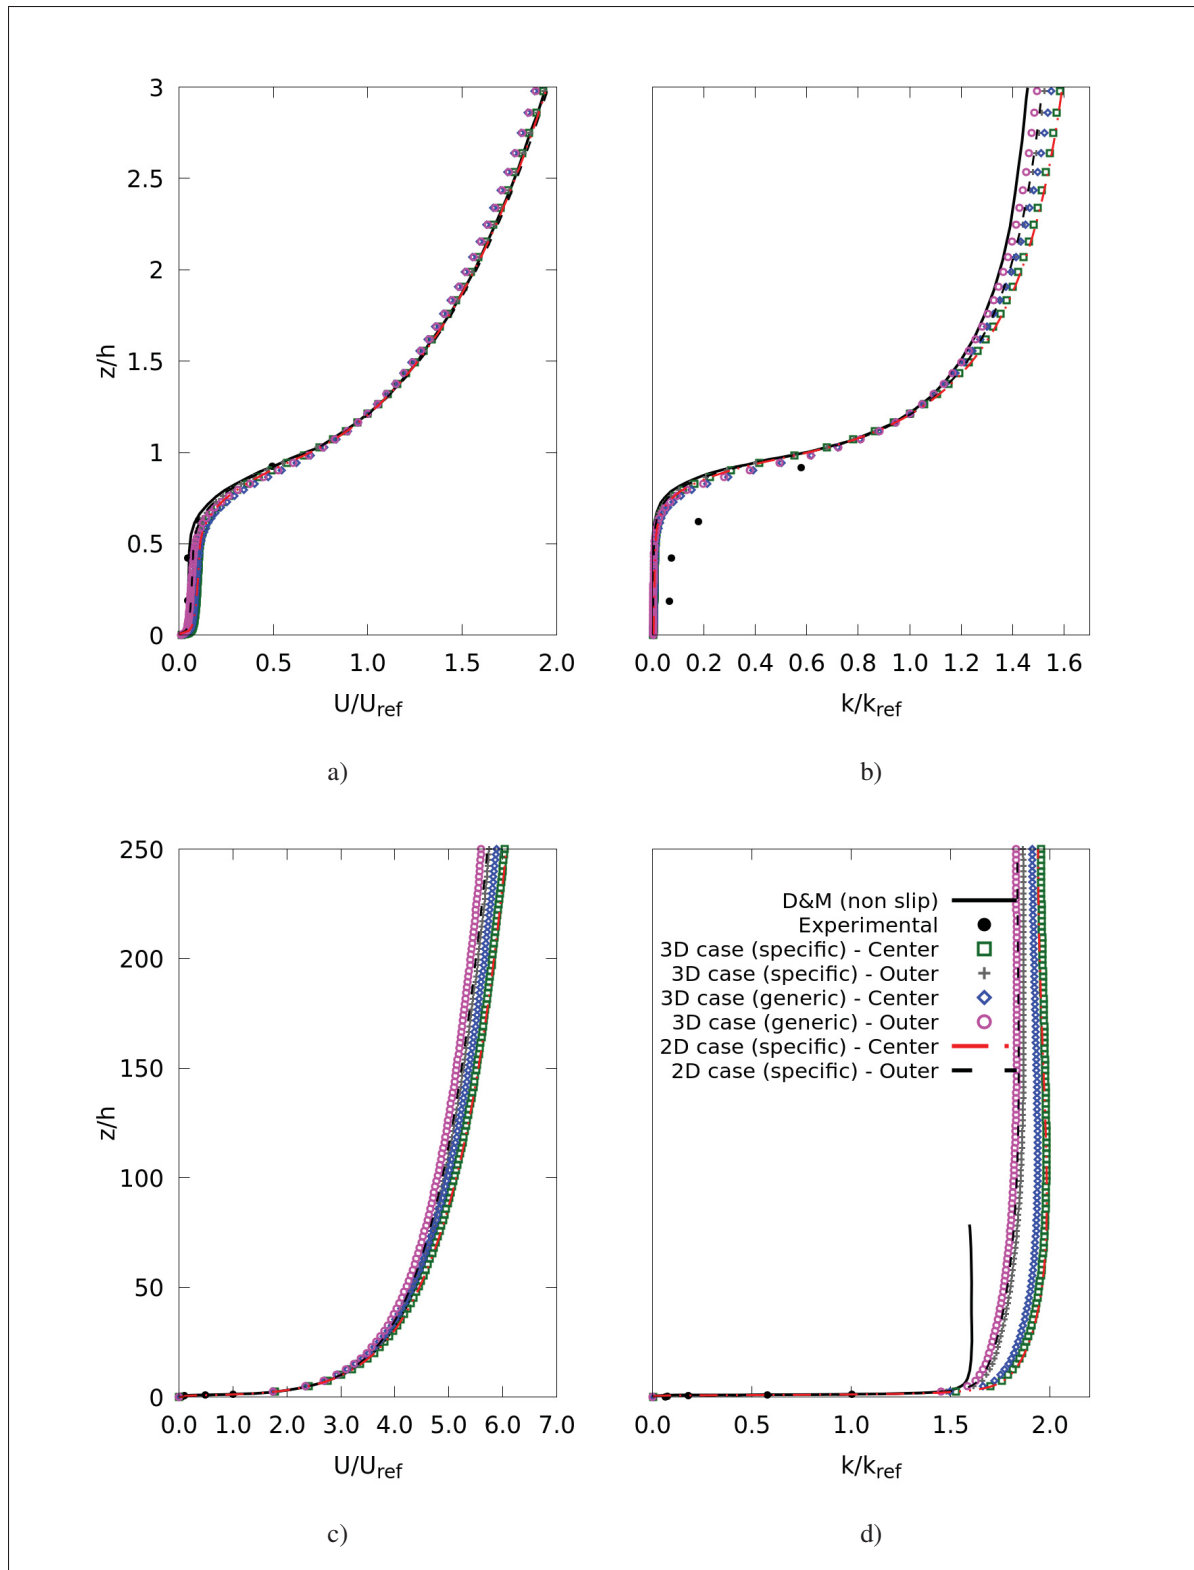 3
2.5
2
1.5
1
0.5
0
z/h
0.0 0.5 1.0 1.5 2.0
U/Uref
a)
0.0 0.2 0.4 0.6 0.8 1.0 1.2 1.4 1.6
k/kref
b)
250
200
150
100
50
0
z/h
0.0 1.0 2.0 3.0 4.0 5.0 6.0 7.0
U/Uref
c)
D&M (non slip)
Experimental
3D case (specific) - Center
3D case (specific) - Outer
3D case (generic) - Center
3D case (generic) - Outer
2D case (specific) - Center
2D case (specific) - Outer
0.0 0.5 1.0 1.5 2.0
k/kref
d)